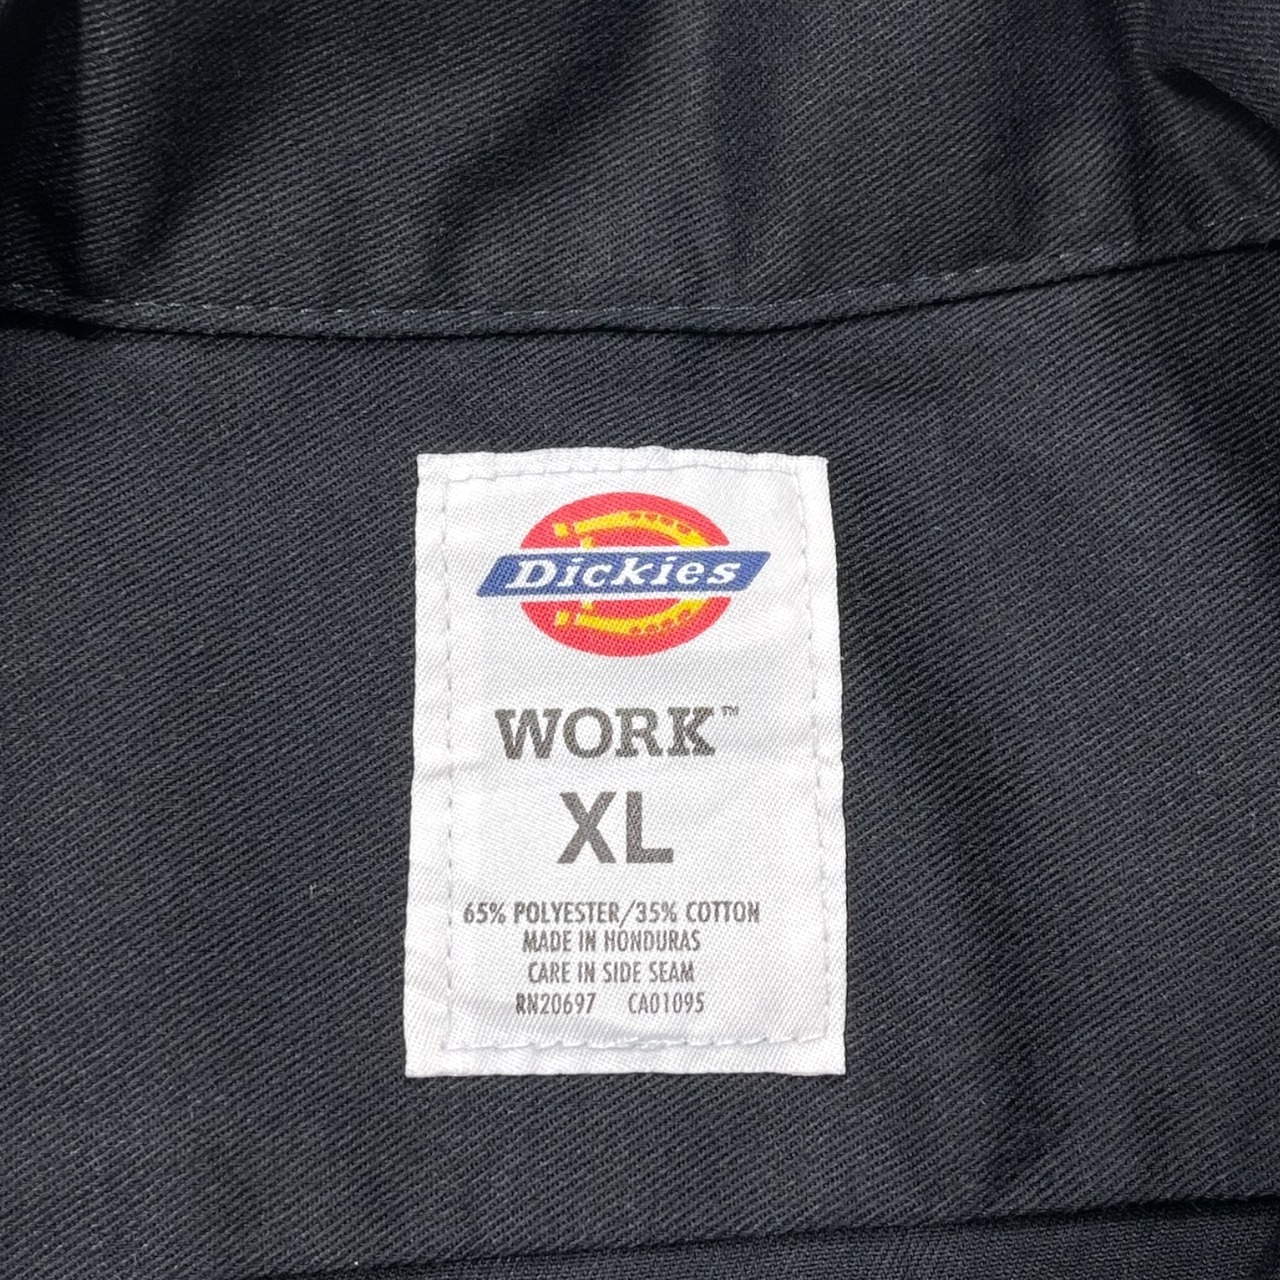 Dickies
WORK™
XL
65% POLYESTER/35% COTTON
MADE IN HONDURAS
CARE IN SIDE SEAM
RN20697 CA01095